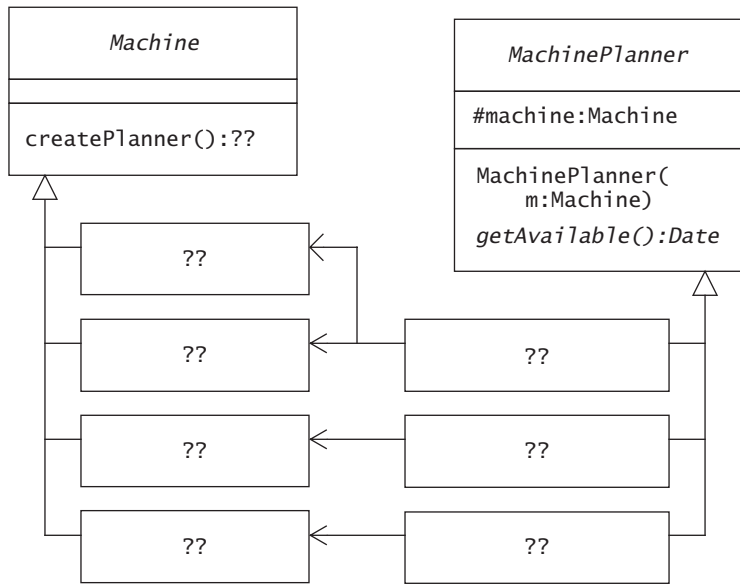 Machine
createPlanner():??
MachinePlanner
#machine:Machine
MachinePlanner(
m:Machine)
getAvailable():Date
??
??
??
??
??
??
??